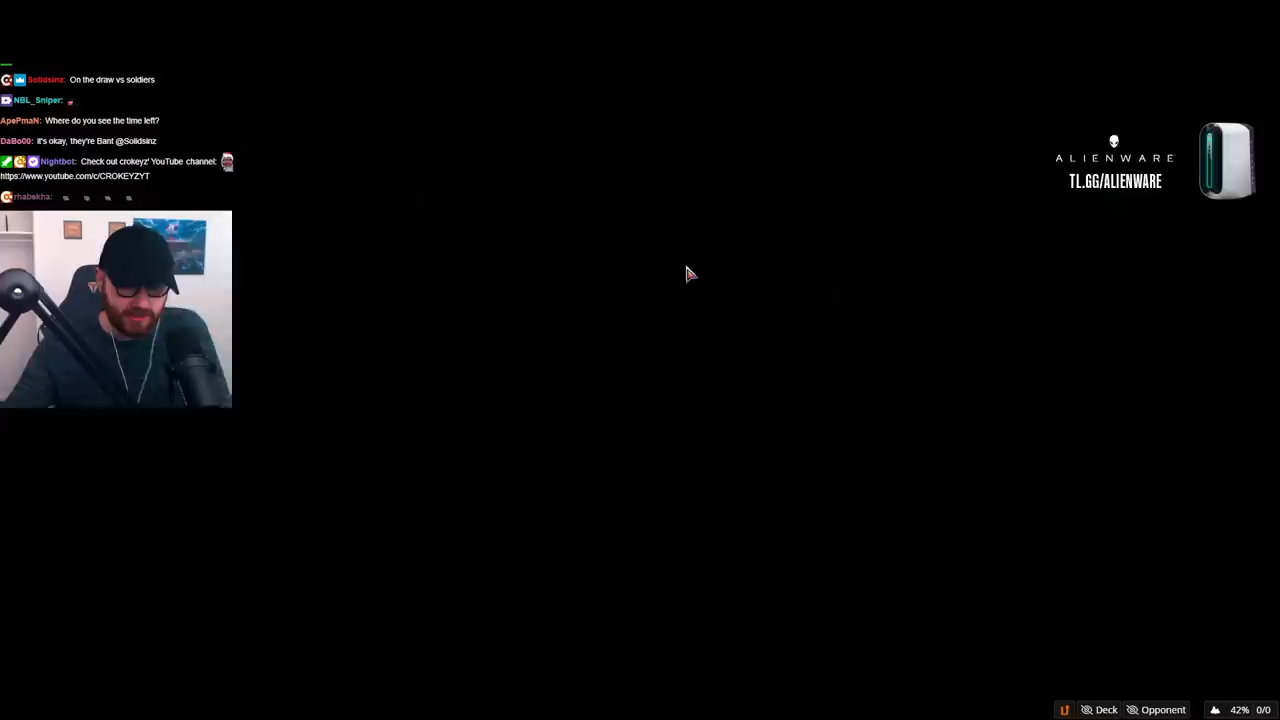 Solidsinz: On the draw vs soldiers
NBL_Sniper:
ApePmaN: Where do you see the time left?
DaBo00: it's okay, they're Bant @Solidsinz
Nightbot: Check out crokeyz' YouTube channel:
https://www.youtube.com/c/CROKEYZYT
rhabekha:
ALIENWARE
TL.GG/ALIENWARE
Deck Opponent 42% 0/0